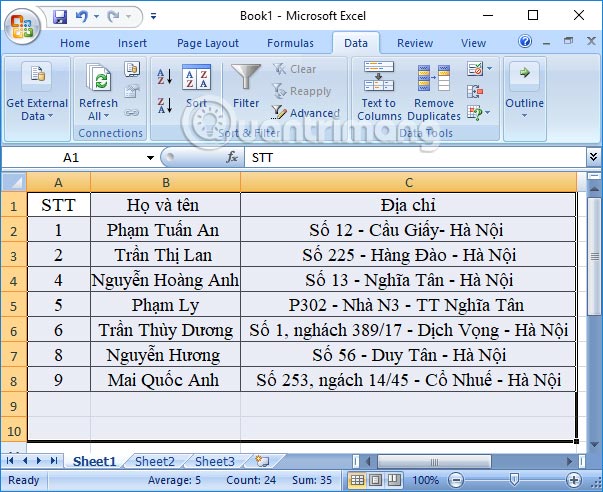 Book1 - Microsoft Excel
Home Insert Page Layout Formulas Data Review View
Get External Data
Refresh All
Connections
Sort
Filter
Clear
Reapply
Advanced
Sort & Filter
Text to Columns
Remove Duplicates
Data Tools
Outline
Quantrimang
A1 fx STT
A B C
1 STT Họ và tên Địa chỉ
2 1 Phạm Tuấn An Số 12 - Cầu Giấy- Hà Nội
3 2 Trần Thị Lan Số 225 - Hàng Đào - Hà Nội
4 4 Nguyễn Hoàng Anh Số 13 - Nghĩa Tân - Hà Nội
5 5 Phạm Ly P302 - Nhà N3 - TT Nghĩa Tân
6 6 Trần Thùy Dương Số 1, nghách 389/17 - Dịch Vọng - Hà Nội
7 8 Nguyễn Hương Số 56 - Duy Tân - Hà Nội
8 9 Mai Quốc Anh Số 253, ngách 14/45 - Cổ Nhuế - Hà Nội
9
10
Sheet1 Sheet2 Sheet3
Ready Average: 5 Count: 24 Sum: 35 100%